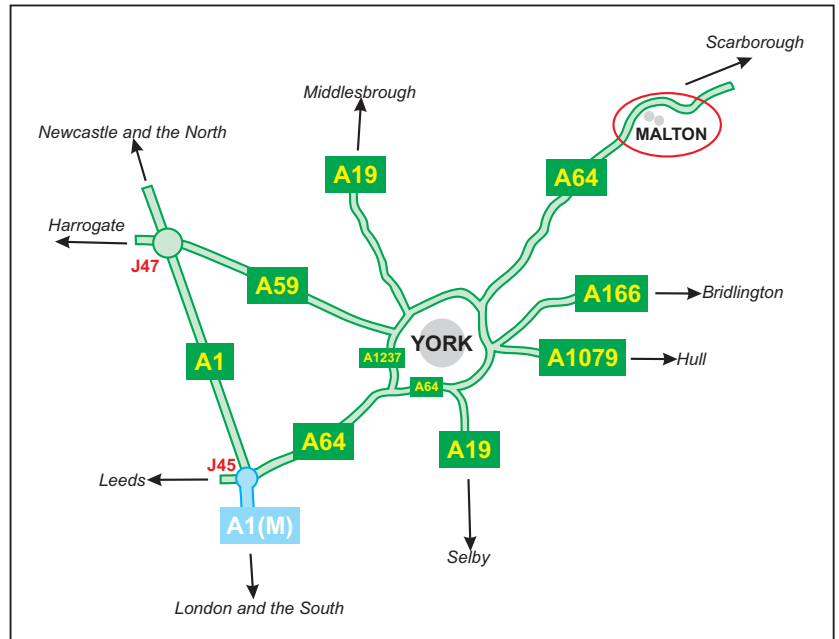 Scarborough
Middlesbrough
Newcastle and the North
MALTON
A19
A64
Harrogate
J47
A59
A166
Bridlington
YORK
A1237
A1079
Hull
A1
A64
A64
A19
J45
Leeds
A1(M)
Selby
London and the South